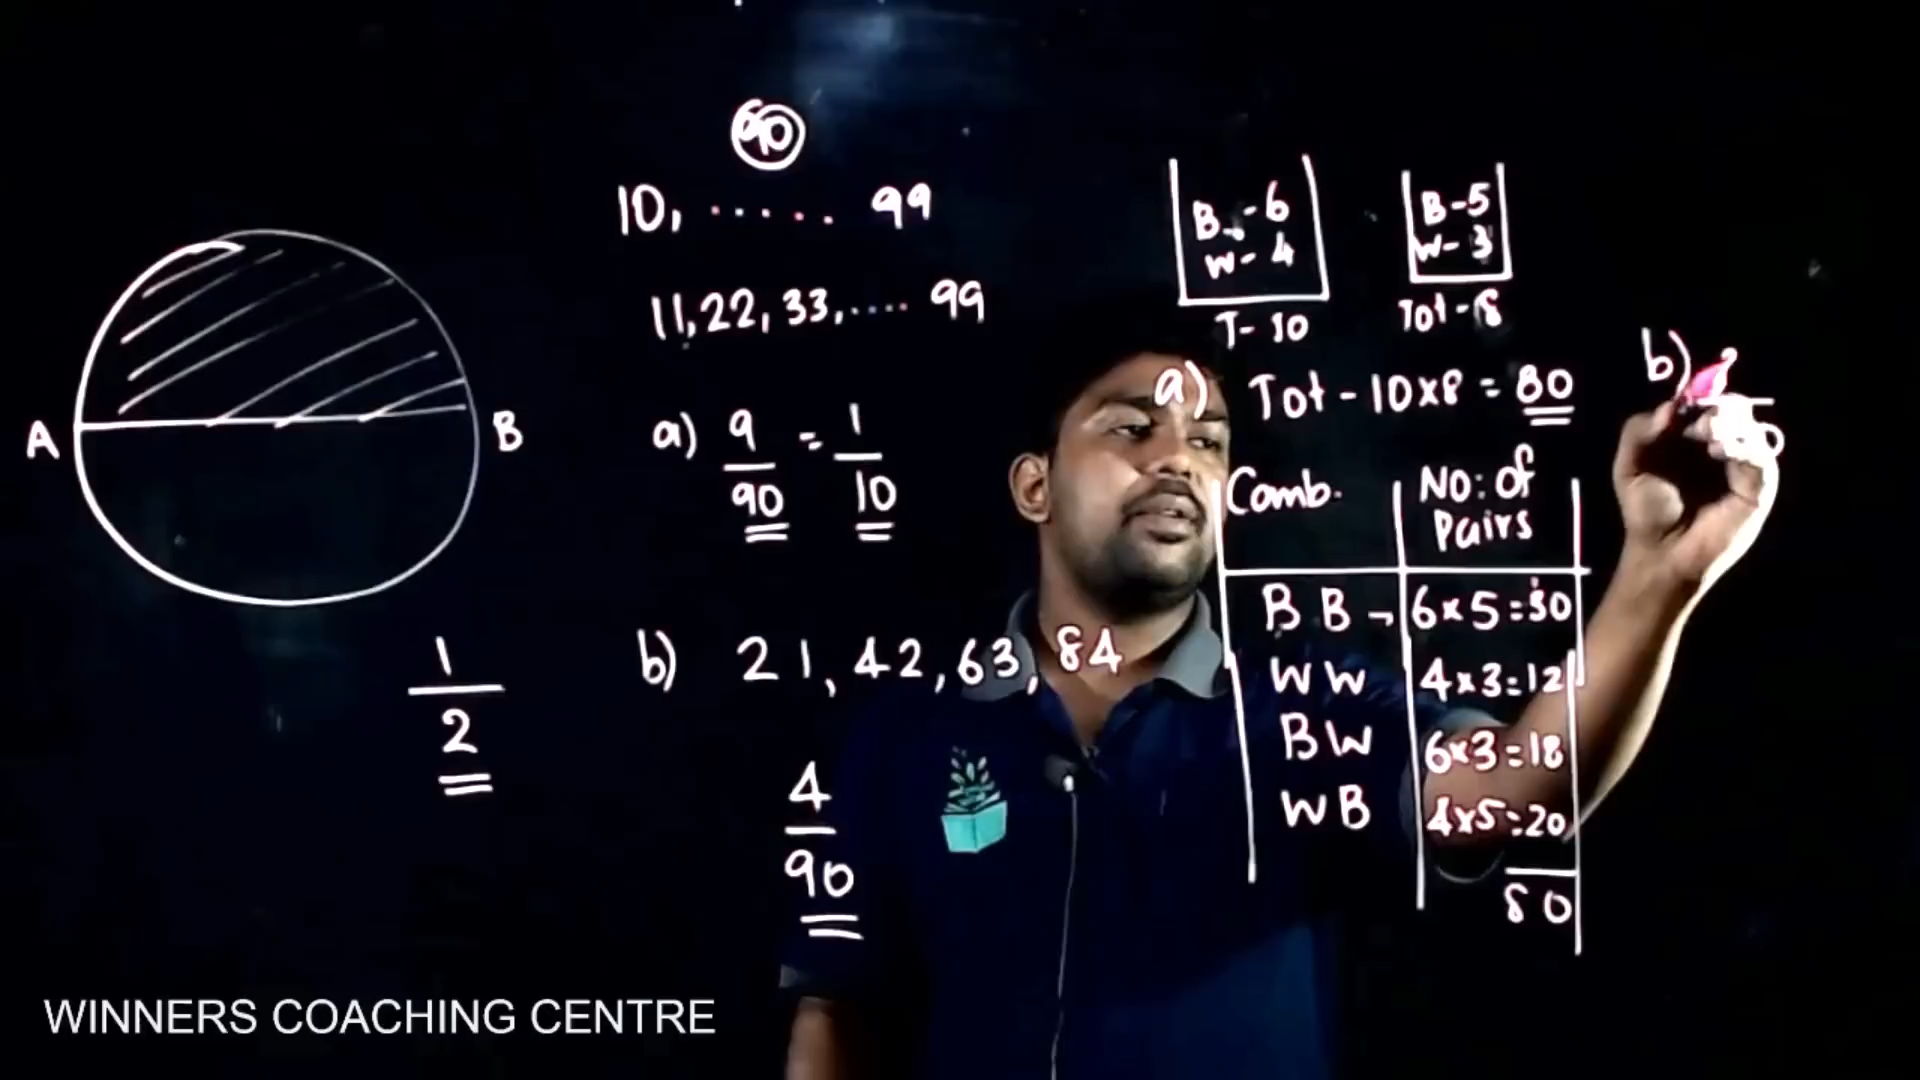 A
B
1
2
90
10, ..... 99
11, 22, 33, .... 99
a) 9/90 = 1/10
b) 21, 42, 63, 84
4
90
B - 6
W - 4
T - 10
B - 5
W - 3
Tot - 8
a) Tot - 10x8 = 80
Comb.
No: of
Pairs
BB - 6x5=30
WW 4x3=12
BW 6x3=18
WB 4x5=20
80
b)
WINNERS COACHING CENTRE